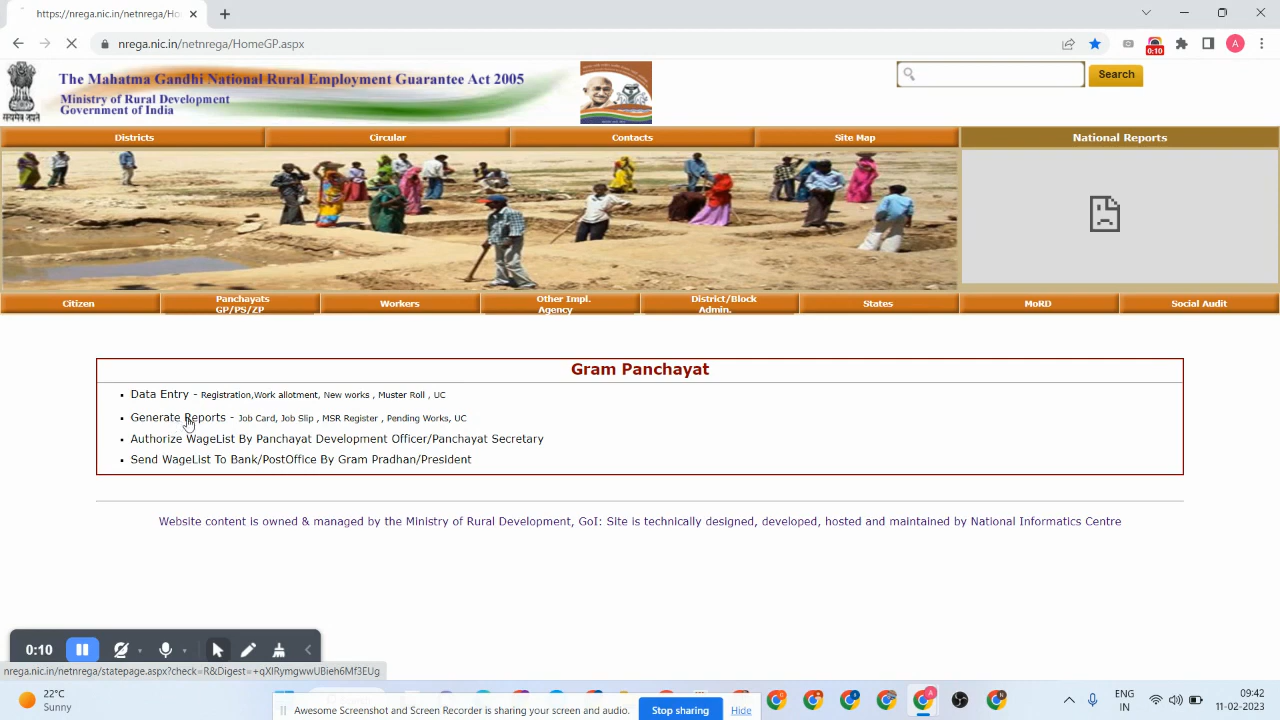 https://nrega.nic.in/netnrega/Ho
nrega.nic.in/netnrega/HomeGP.aspx
0:10
A
सत्यमेव जयते
The Mahatma Gandhi National Rural Employment Guarantee Act 2005
Ministry of Rural Development
Government of India
Search
Districts
Circular
Contacts
Site Map
National Reports
Citizen
Panchayats
GP/PS/ZP
Workers
Other Impl.
Agency
District/Block
Admin.
States
MoRD
Social Audit
Gram Panchayat
Data Entry - Registration,Work allotment, New works , Muster Roll , UC
Generate Reports - Job Card, Job Slip , MSR Register , Pending Works, UC
Authorize WageList By Panchayat Development Officer/Panchayat Secretary
Send WageList To Bank/PostOffice By Gram Pradhan/President
Website content is owned & managed by the Ministry of Rural Development, GoI: Site is technically designed, developed, hosted and maintained by National Informatics Centre
0:10
nrega.nic.in/netnrega/statepage.aspx?check=R&Digest=+qXIRymgwwUBieh6Mf3EUg
22°C
Sunny
Awesome Screenshot and Screen Recorder is sharing your screen and audio.
Stop sharing
Hide
ENG
IN
09:42
11-02-2023